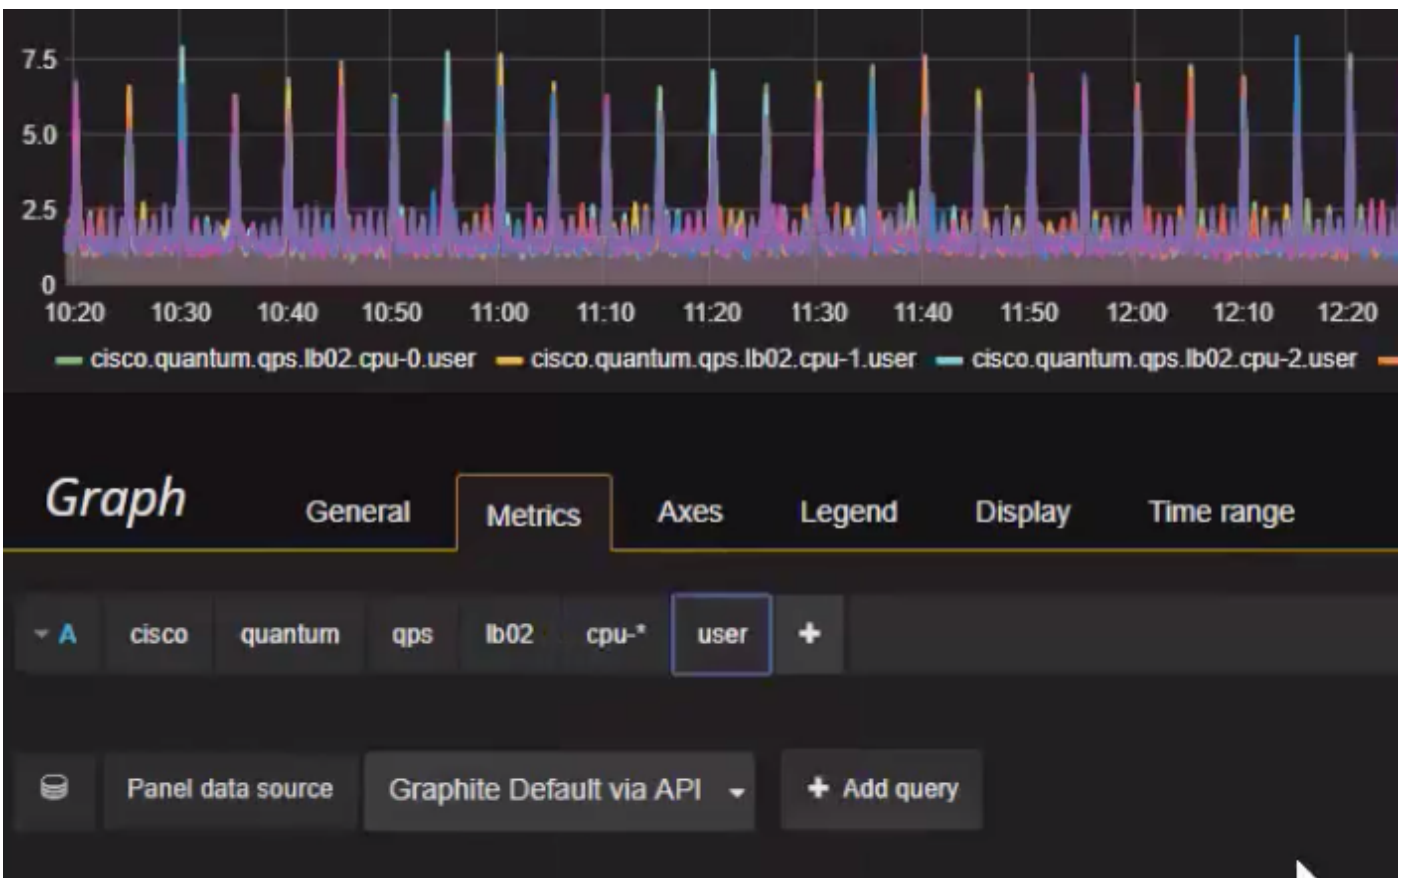 7.5
5.0
2.5
0
10:20 10:30 10:40 10:50 11:00 11:10 11:20 11:30 11:40 11:50 12:00 12:10 12:20
cisco.quantum.qps.lb02.cpu-0.user cisco.quantum.qps.lb02.cpu-1.user cisco.quantum.qps.lb02.cpu-2.user
Graph General Metrics Axes Legend Display Time range
A cisco quantum qps lb02 cpu-* user +
Panel data source Graphite Default via API + Add query